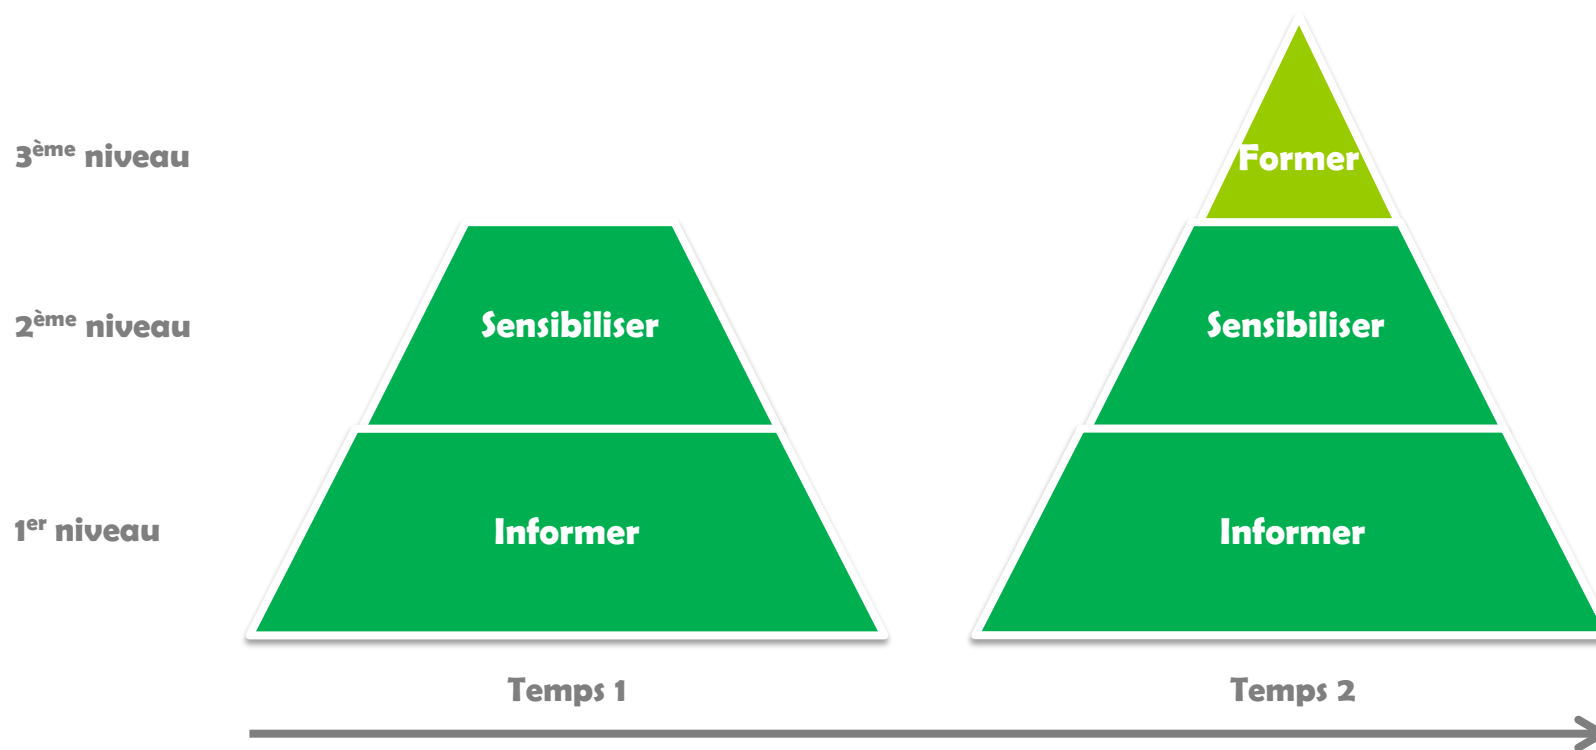 Former
3ème niveau
2ème niveau
Sensibiliser
Sensibiliser
1er niveau
Informer
Informer
Temps 1
Temps 2